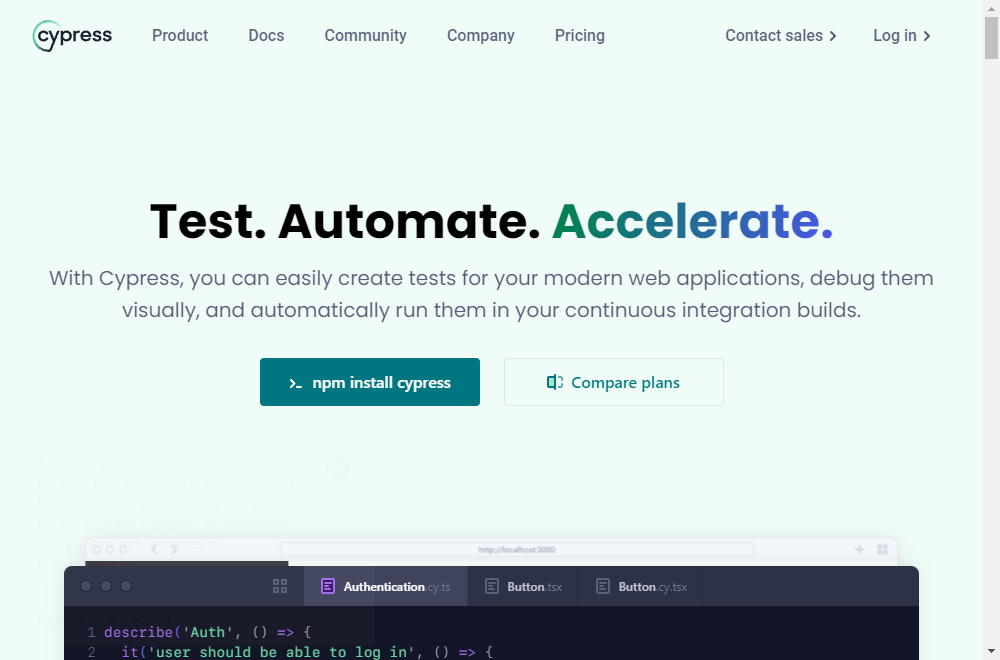 cypress
Product
Docs
Community
Company
Pricing
Contact sales
Log in
Test. Automate. Accelerate.
With Cypress, you can easily create tests for your modern web applications, debug them
visually, and automatically run them in your continuous integration builds.
npm install cypress
Compare plans
http://localhost:3000
Authentication.cy.ts
Button.tsx
Button.cy.tsx
1 describe('Auth', () => {
2 it('user should be able to log in', () => {